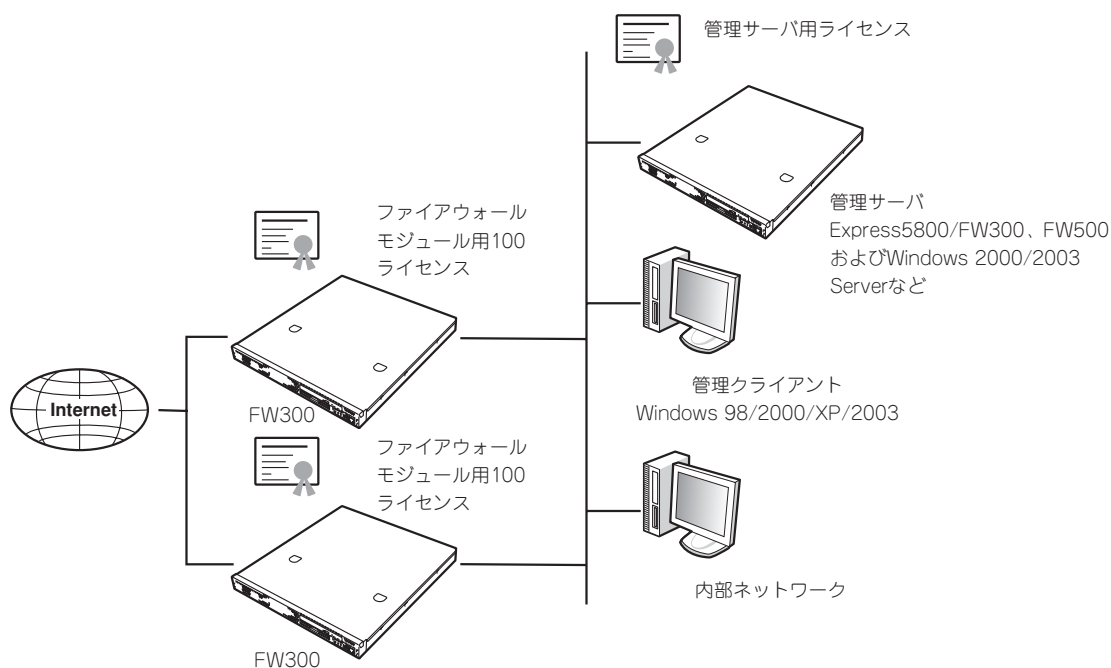 管理サーバ用ライセンス
管理サーバ
Express5800/FW300、FW500
およびWindows 2000/2003
Serverなど
ファイアウォール
モジュール用100
ライセンス
FW300
Internet
管理クライアント
Windows 98/2000/XP/2003
ファイアウォール
モジュール用100
ライセンス
FW300
内部ネットワーク